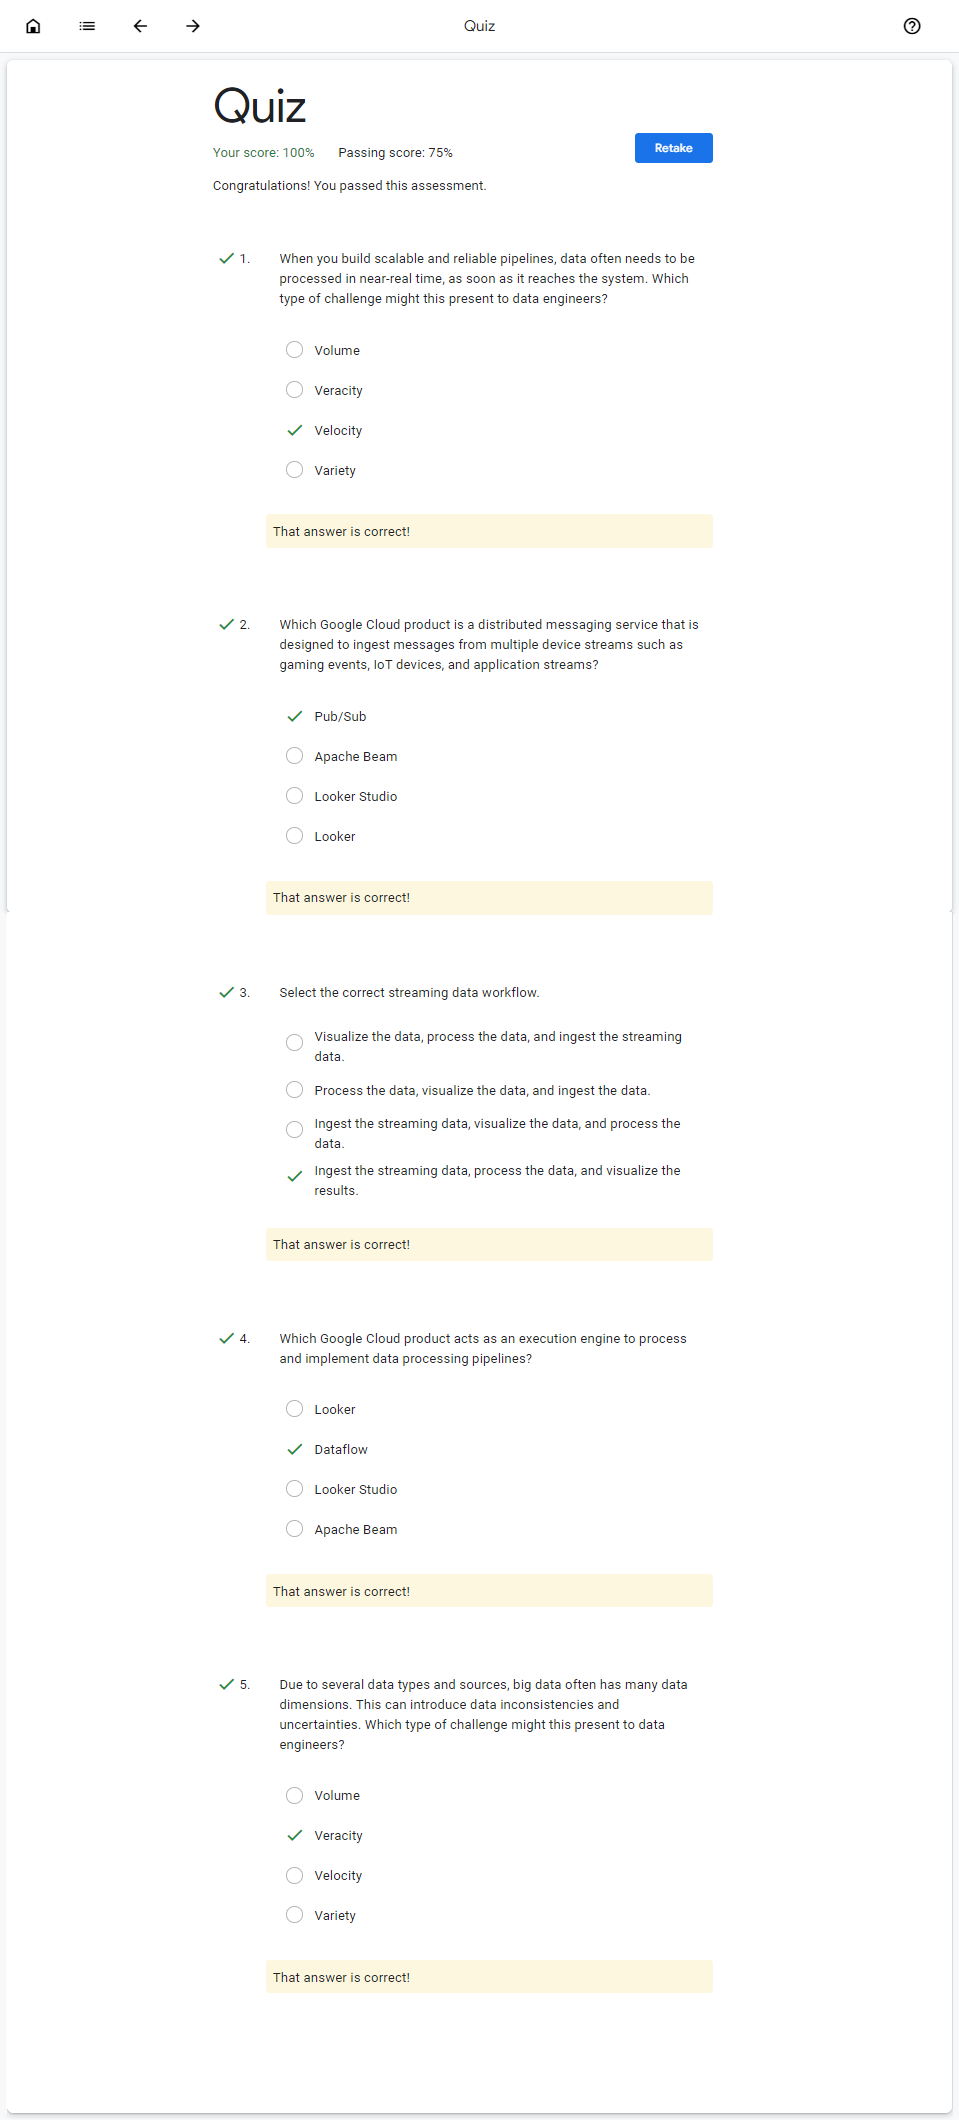 Quiz
Quiz
Your score: 100% Passing score: 75%
Retake
Congratulations! You passed this assessment.
1. When you build scalable and reliable pipelines, data often needs to be
processed in near-real time, as soon as it reaches the system. Which
type of challenge might this present to data engineers?
Volume
Veracity
Velocity
Variety
That answer is correct!
2. Which Google Cloud product is a distributed messaging service that is
designed to ingest messages from multiple device streams such as
gaming events, IoT devices, and application streams?
Pub/Sub
Apache Beam
Looker Studio
Looker
That answer is correct!
3. Select the correct streaming data workflow.
Visualize the data, process the data, and ingest the streaming
data.
Process the data, visualize the data, and ingest the data.
Ingest the streaming data, visualize the data, and process the
data.
Ingest the streaming data, process the data, and visualize the
results.
That answer is correct!
4. Which Google Cloud product acts as an execution engine to process
and implement data processing pipelines?
Looker
Dataflow
Looker Studio
Apache Beam
That answer is correct!
5. Due to several data types and sources, big data often has many data
dimensions. This can introduce data inconsistencies and
uncertainties. Which type of challenge might this present to data
engineers?
Volume
Veracity
Velocity
Variety
That answer is correct!